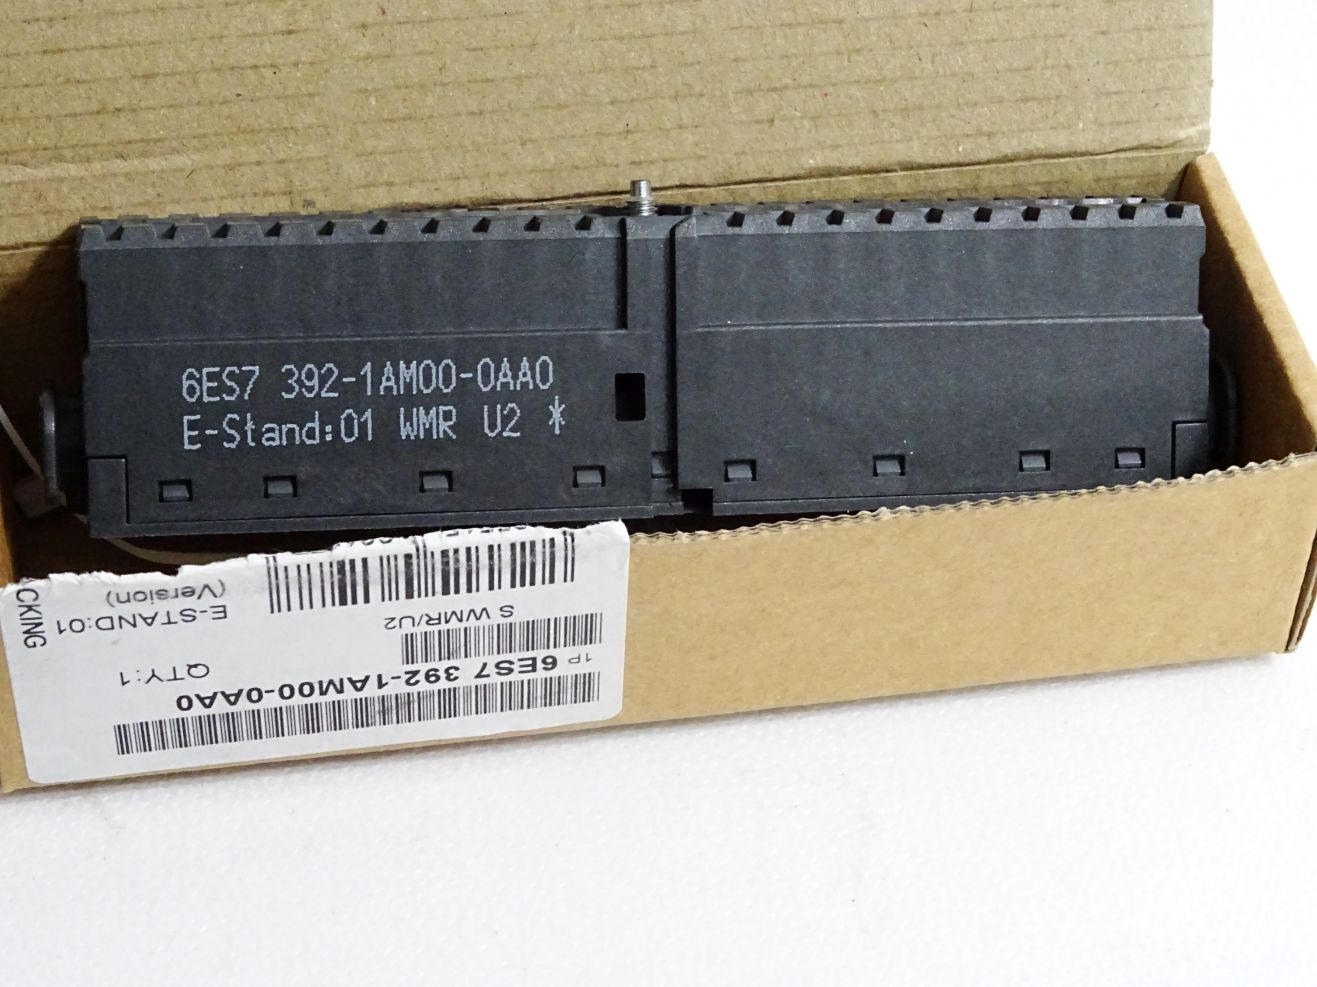 6ES7 392-1AM00-0AA0
E-Stand:01 WMR U2 *
1P 6ES7 392-1AM00-0AA0
QTY:1
S WMR/U2
E-STAND:01
(Version)
CKING